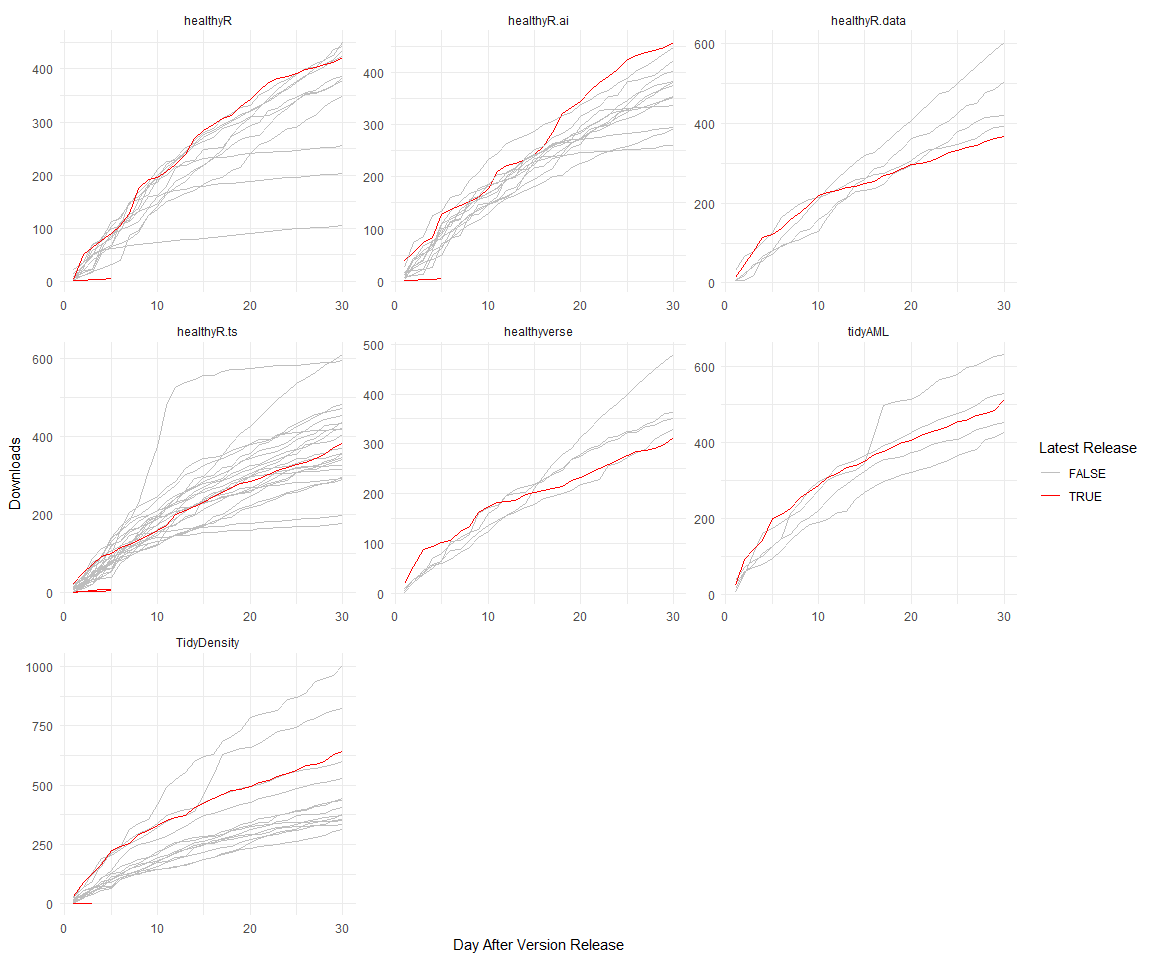 healthyR healthyR.ai healthyR.data
400
300
200
100
0
0 10 20 30
400
300
200
100
0
0 10 20 30
600
400
200
0
0 10 20 30
healthyR.ts healthyverse tidyAML
600
400
200
0
0 10 20 30
500
400
300
200
100
0
0 10 20 30
600
400
200
0
0 10 20 30
TidyDensity
1000
750
500
250
0
0 10 20 30
Downloads
Day After Version Release
Latest Release
FALSE
TRUE